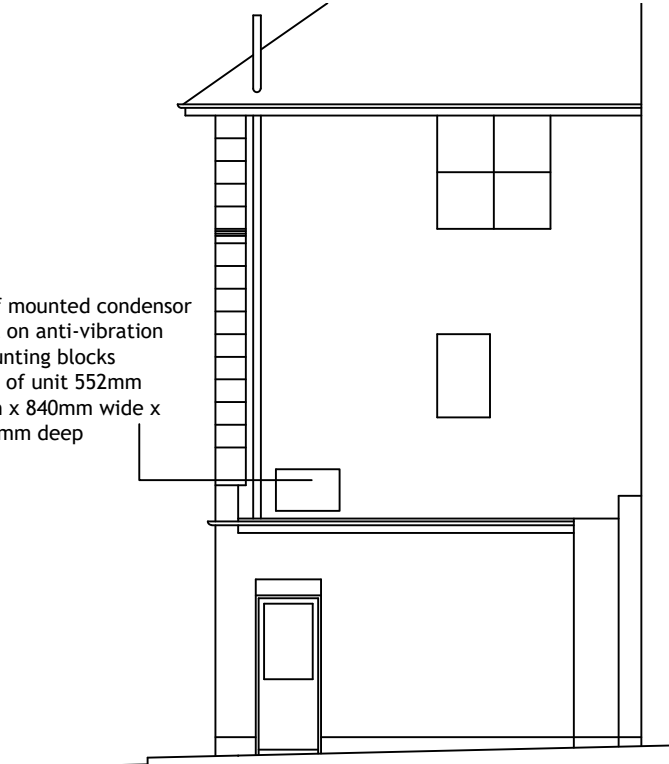 f mounted condensor
on anti-vibration
unting blocks
of unit 552mm
x 840mm wide x
mm deep